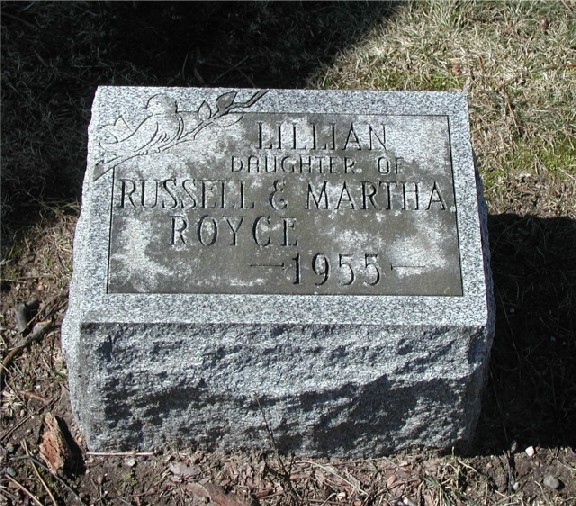 LILLIAN
DAUGHTER OF
RUSSELL & MARTHA
ROYCE
— 1955 —